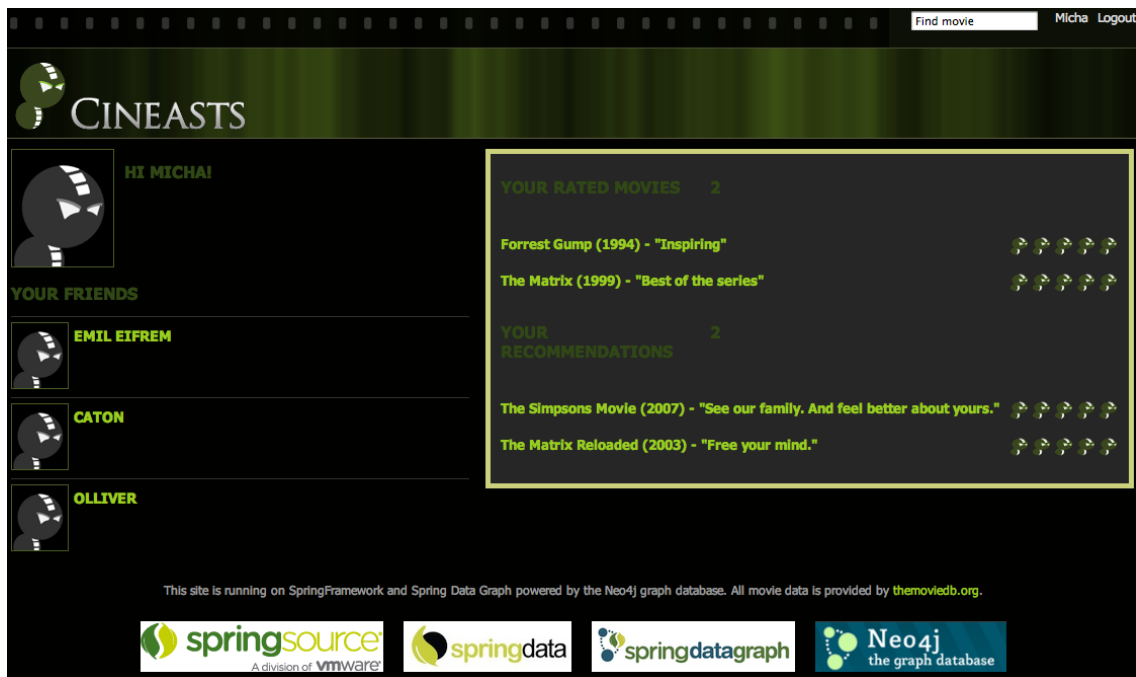 Find movie
Micha Logout
CINEASTS
HI MICHA!
YOUR FRIENDS
EMIL EIFREM
CATON
OLLIVER
YOUR RATED MOVIES 2
Forrest Gump (1994) - "Inspiring"
The Matrix (1999) - "Best of the series"
YOUR 2
RECOMMENDATIONS
The Simpsons Movie (2007) - "See our family. And feel better about yours."
The Matrix Reloaded (2003) - "Free your mind."
This site is running on SpringFramework and Spring Data Graph powered by the Neo4j graph database. All movie data is provided by themoviedb.org.
springsource
A division of vmware
springdata
springdatagraph
Neo4j
the graph database